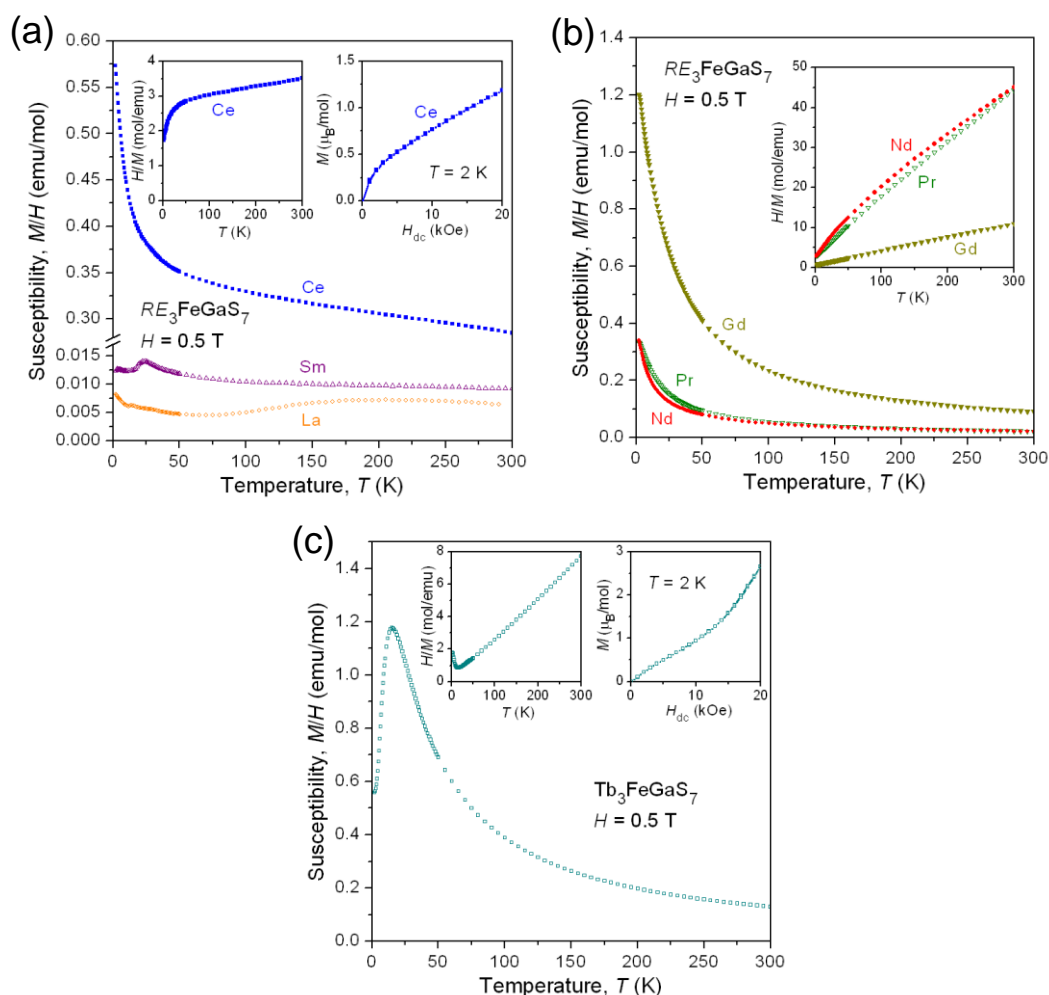 (a)
0.60
0.55
0.50
0.45
0.40
0.35
0.30
0.015
0.010
0.005
0.000
Susceptibility, M/H (emu/mol)
0 50 100 150 200 250 300
Temperature, T (K)
4
3
2
1
0
H/M (mol/emu)
Ce
0 100 200 300
T (K)
1.5
1.0
0.5
0.0
M (μB/mol)
Ce
T = 2 K
0 10 20
Hdc (kOe)
Ce
RE3FeGaS7
H = 0.5 T
Sm
La
(b)
1.4
1.2
1.0
0.8
0.6
0.4
0.2
0.0
Susceptibility, M/H (emu/mol)
0 50 100 150 200 250 300
Temperature, T (K)
RE3FeGaS7
H = 0.5 T
50
40
30
20
10
0
H/M (mol/emu)
Nd
Pr
Gd
0 100 200 300
T (K)
Gd
Pr
Nd
(c)
1.4
1.2
1.0
0.8
0.6
0.4
0.2
0.0
Susceptibility, M/H (emu/mol)
0 50 100 150 200 250 300
Temperature, T (K)
8
6
4
2
0
H/M (mol/emu)
0 100 200 300
T (K)
3
2
1
0
M (μB/mol)
T = 2 K
0 10 20
Hdc (kOe)
Tb3FeGaS7
H = 0.5 T